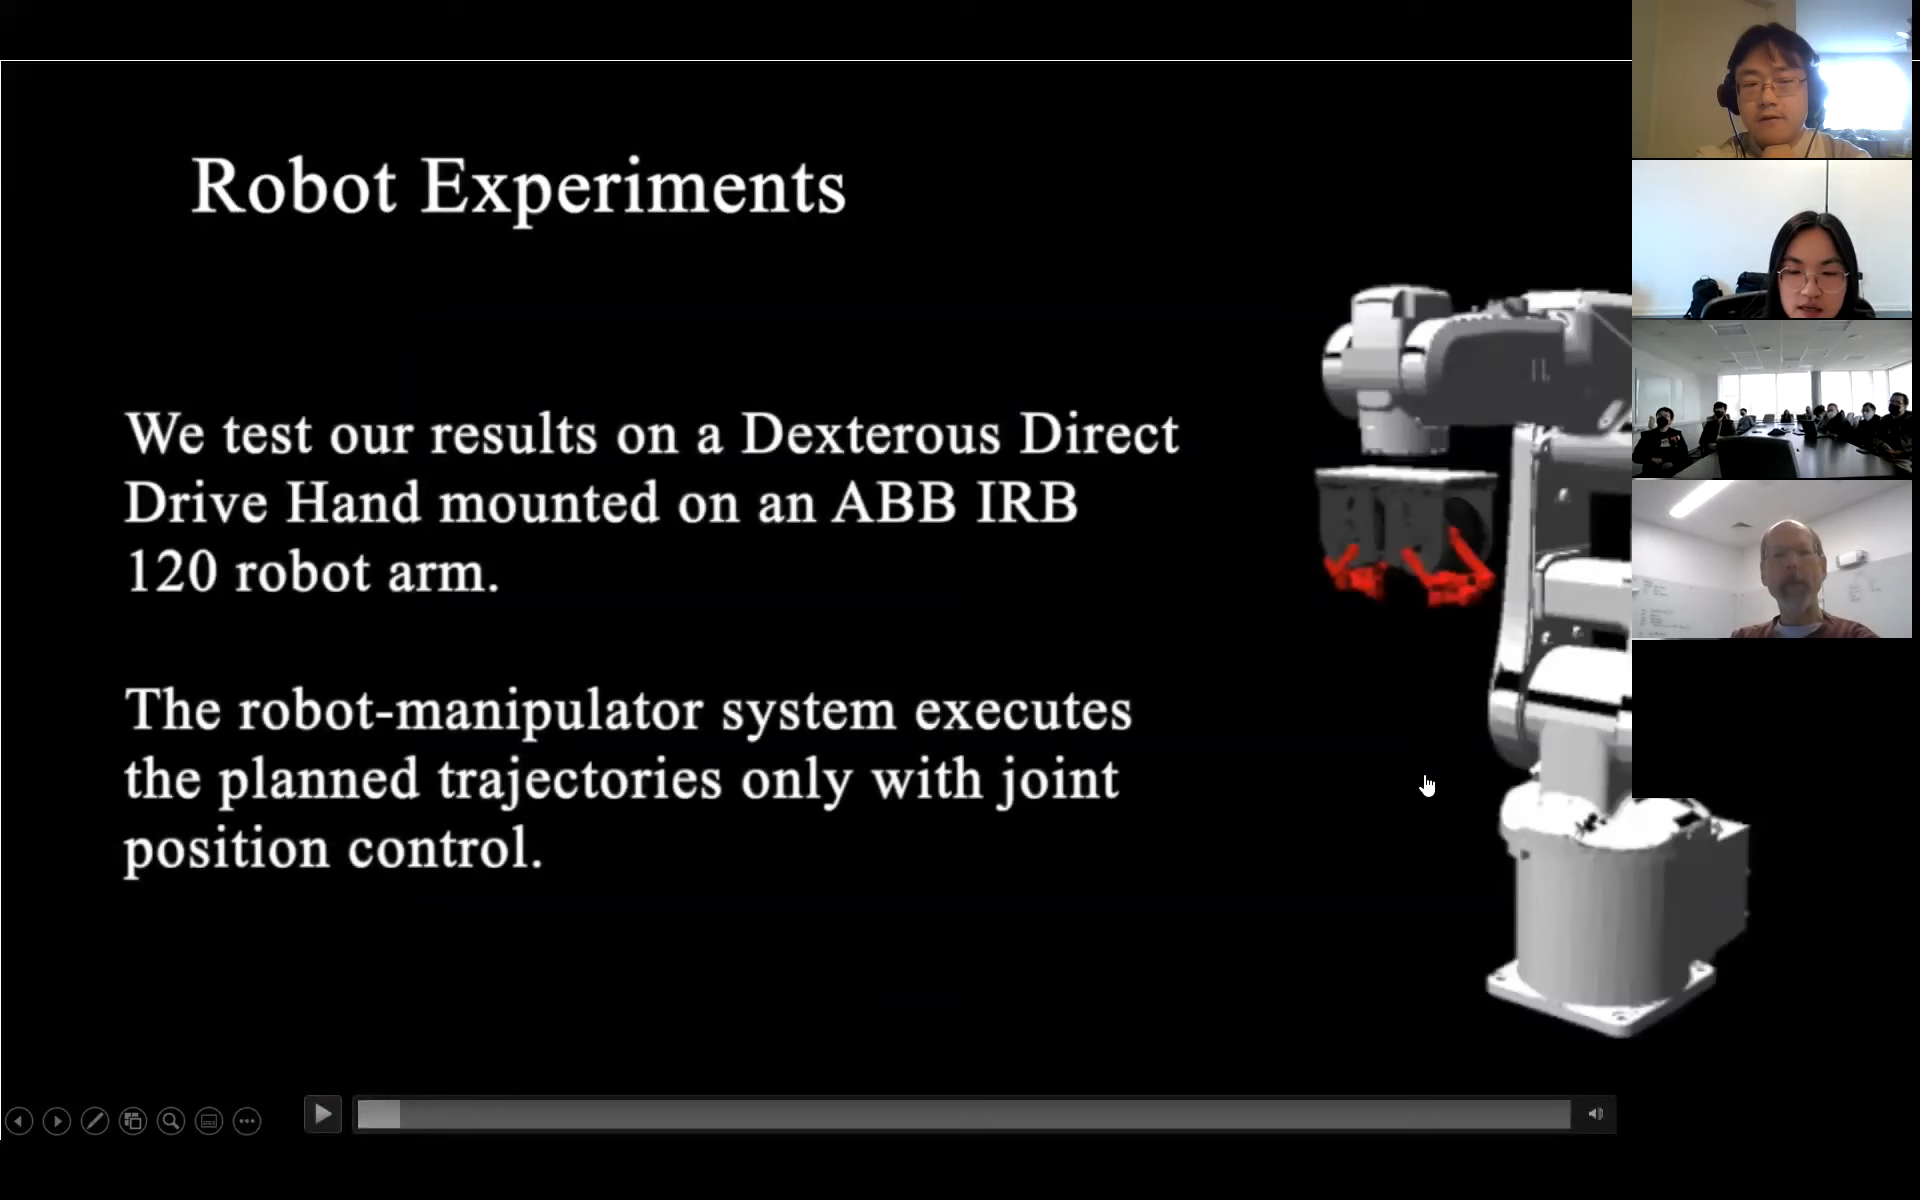 Robot Experiments
We test our results on a Dexterous Direct
Drive Hand mounted on an ABB IRB
120 robot arm.
The robot-manipulator system executes
the planned trajectories only with joint
position control.